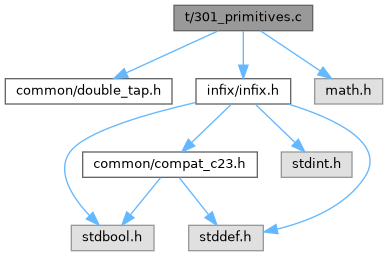 t/301_primitives.c
common/double_tap.h
infix/infix.h
math.h
common/compat_c23.h
stdint.h
stdbool.h
stddef.h